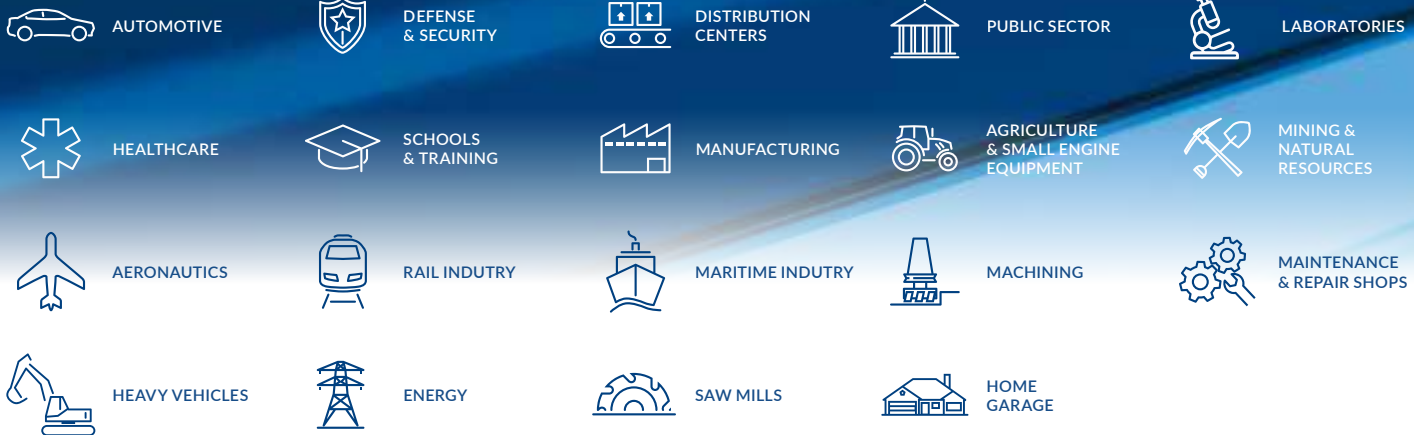 AUTOMOTIVE
DEFENSE
& SECURITY
DISTRIBUTION
CENTERS
PUBLIC SECTOR
LABORATORIES
HEALTHCARE
SCHOOLS
& TRAINING
MANUFACTURING
AGRICULTURE
& SMALL ENGINE
EQUIPMENT
MINING &
NATURAL
RESOURCES
AERONAUTICS
RAIL INDUTRY
MARITIME INDUTRY
MACHINING
MAINTENANCE
& REPAIR SHOPS
HEAVY VEHICLES
ENERGY
SAW MILLS
HOME
GARAGE